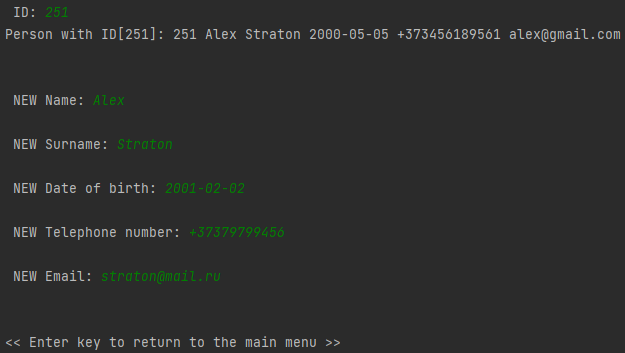 ID: 251
Person with ID[251]: 251 Alex Straton 2000-05-05 +373456189561 alex@gmail.com
NEW Name: Alex
NEW Surname: Straton
NEW Date of birth: 2001-02-02
NEW Telephone number: +37379799456
NEW Email: straton@mail.ru
<< Enter key to return to the main menu >>